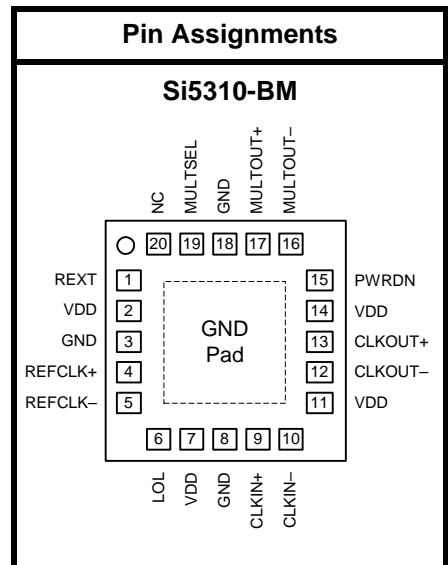 Pin Assignments
Si5310-BM
NC
MULTSEL
GND
MULTOUT+
MULTOUT–
20 19 18 17 16
REXT 1
VDD 2
GND 3
REFCLK+ 4
REFCLK– 5
GND
Pad
15 PWRDN
14 VDD
13 CLKOUT+
12 CLKOUT–
11 VDD
6 7 8 9 10
LOL
VDD
GND
CLKIN+
CLKIN–